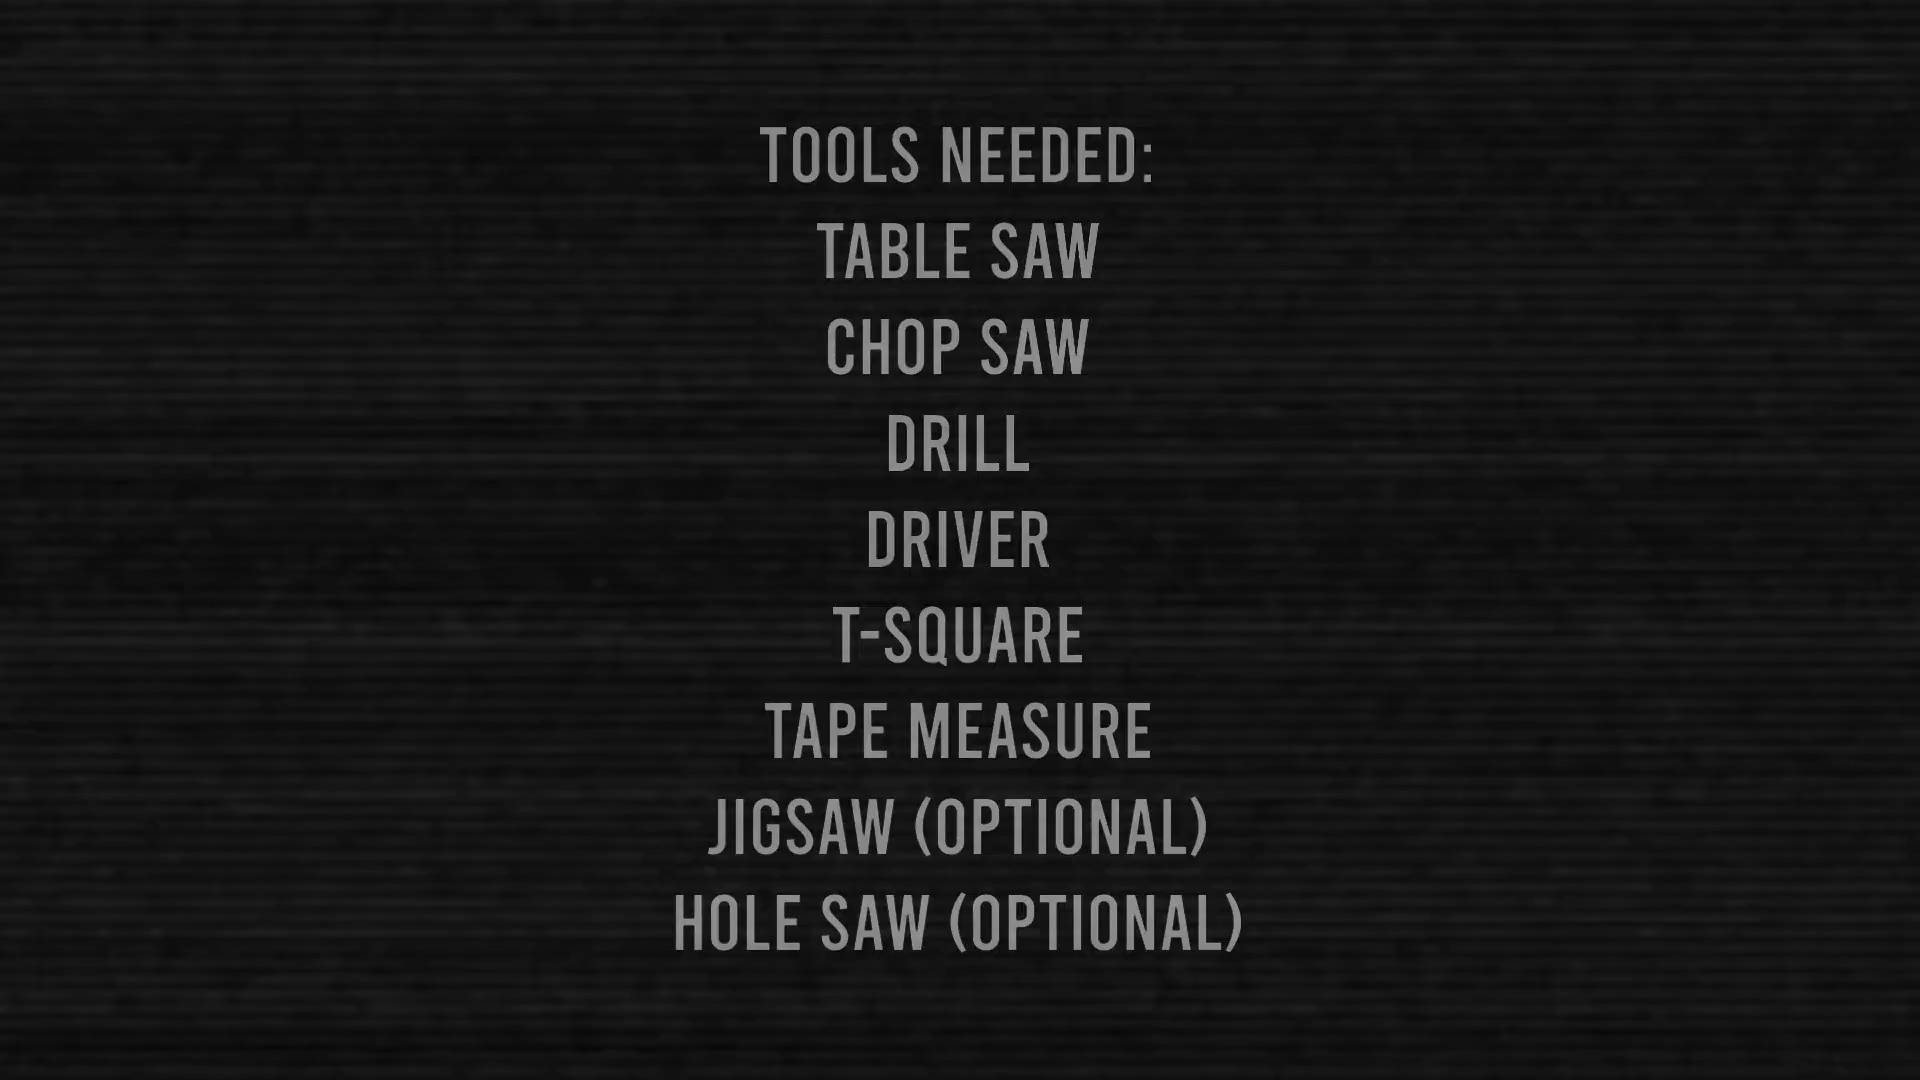 TOOLS NEEDED:
TABLE SAW
CHOP SAW
DRILL
DRIVER
T-SQUARE
TAPE MEASURE
JIGSAW (OPTIONAL)
HOLE SAW (OPTIONAL)